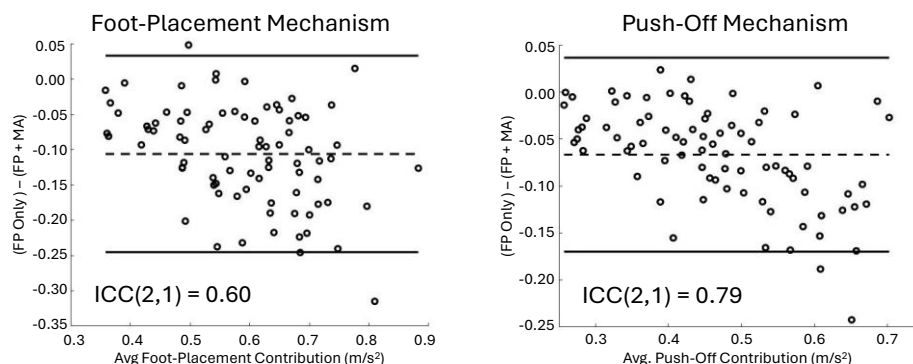 Foot-Placement Mechanism
(FP Only ) – (FP + MA)
0.05
0.00
-0.05
-0.10
-0.15
-0.20
-0.25
-0.30
-0.35
ICC(2,1) = 0.60
0.3 0.4 0.5 0.6 0.7 0.8 0.9
Avg Foot-Placement Contribution (m/s²)
Push-Off Mechanism
(FP Only) – (FP + MA)
0.05
0.00
-0.05
-0.10
-0.15
-0.20
-0.25
ICC(2,1) = 0.79
0.3 0.4 0.5 0.6 0.7
Avg. Push-Off Contribution (m/s²)